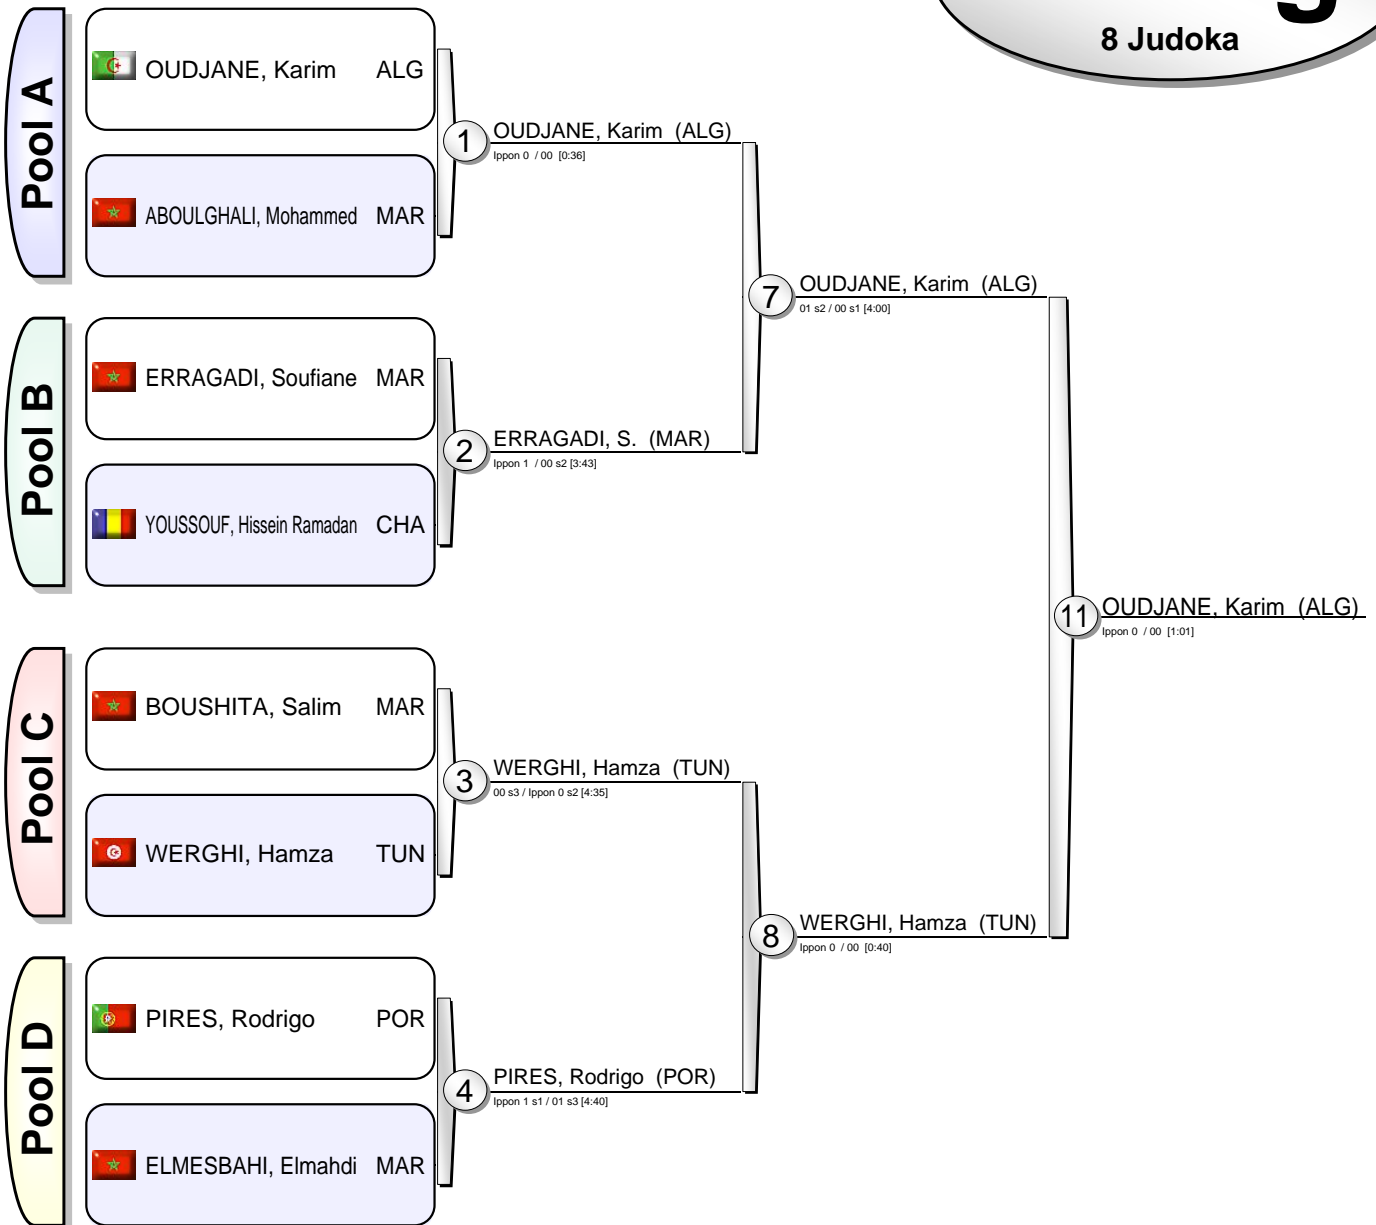 8 Judoka
Pool A
OUDJANE, Karim ALG
ABOULGHALI, Mohammed MAR
1
OUDJANE, Karim (ALG)
Ippon 0 / 00 [0:36]
Pool B
ERRAGADI, Soufiane MAR
YOUSSOUF, Hissein Ramadan CHA
2
ERRAGADI, S. (MAR)
Ippon 1 / 00 s2 [3:43]
7
OUDJANE, Karim (ALG)
01 s2 / 00 s1 [4:00]
Pool C
BOUSHITA, Salim MAR
WERGHI, Hamza TUN
3
WERGHI, Hamza (TUN)
00 s3 / Ippon 0 s2 [4:35]
Pool D
PIRES, Rodrigo POR
ELMESBAHI, Elmahdi MAR
4
PIRES, Rodrigo (POR)
Ippon 1 s1 / 01 s3 [4:40]
8
WERGHI, Hamza (TUN)
Ippon 0 / 00 [0:40]
11
OUDJANE, Karim (ALG)
Ippon 0 / 00 [1:01]